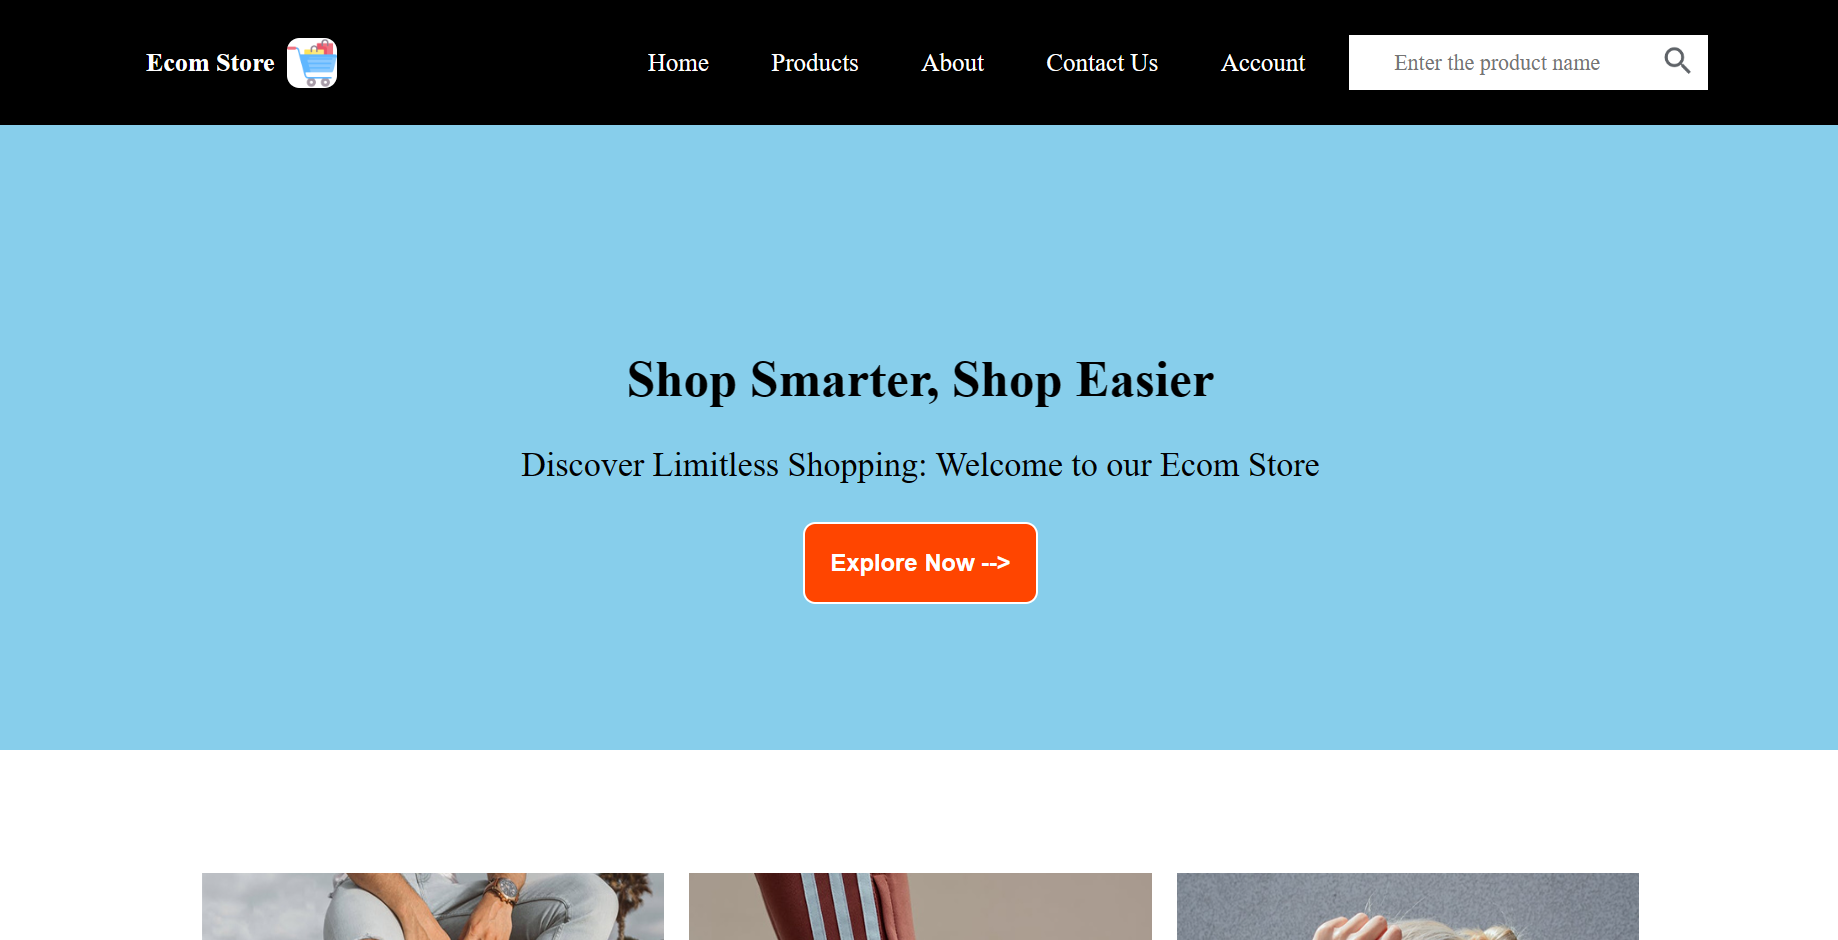 Ecom Store
Home Products About Contact Us Account Enter the product name
Shop Smarter, Shop Easier
Discover Limitless Shopping: Welcome to our Ecom Store
Explore Now -->